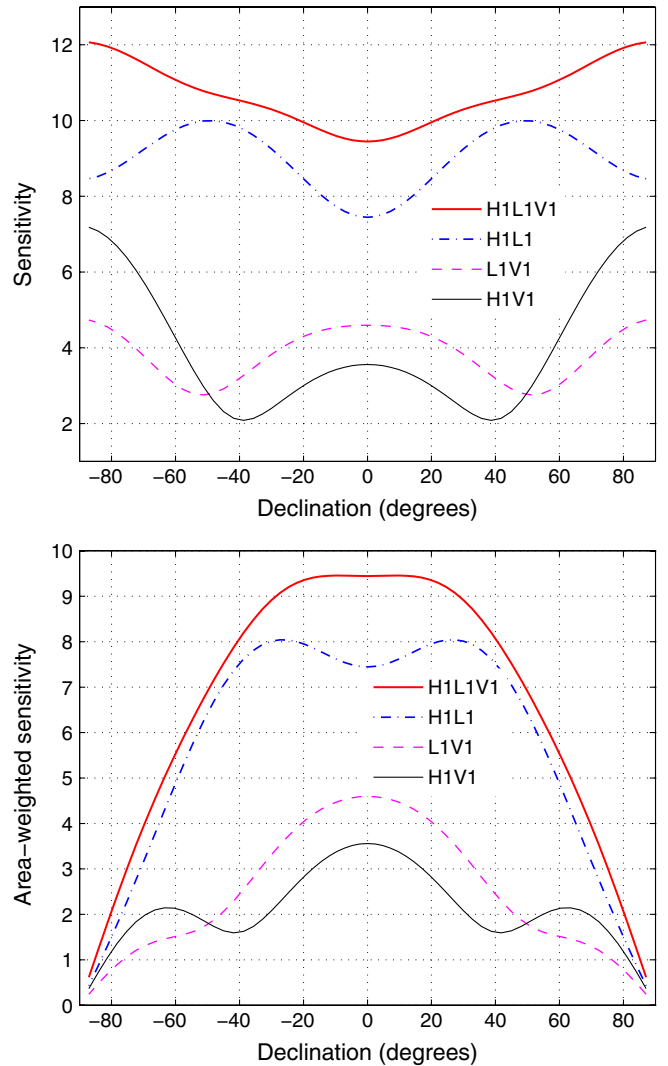 12
10
8
6
4
2
Sensitivity
H1L1V1
H1L1
L1V1
H1V1
−80 −60 −40 −20 0 20 40 60 80
Declination (degrees)
10
9
8
7
6
5
4
3
2
1
0
Area−weighted sensitivity
H1L1V1
H1L1
L1V1
H1V1
−80 −60 −40 −20 0 20 40 60 80
Declination (degrees)